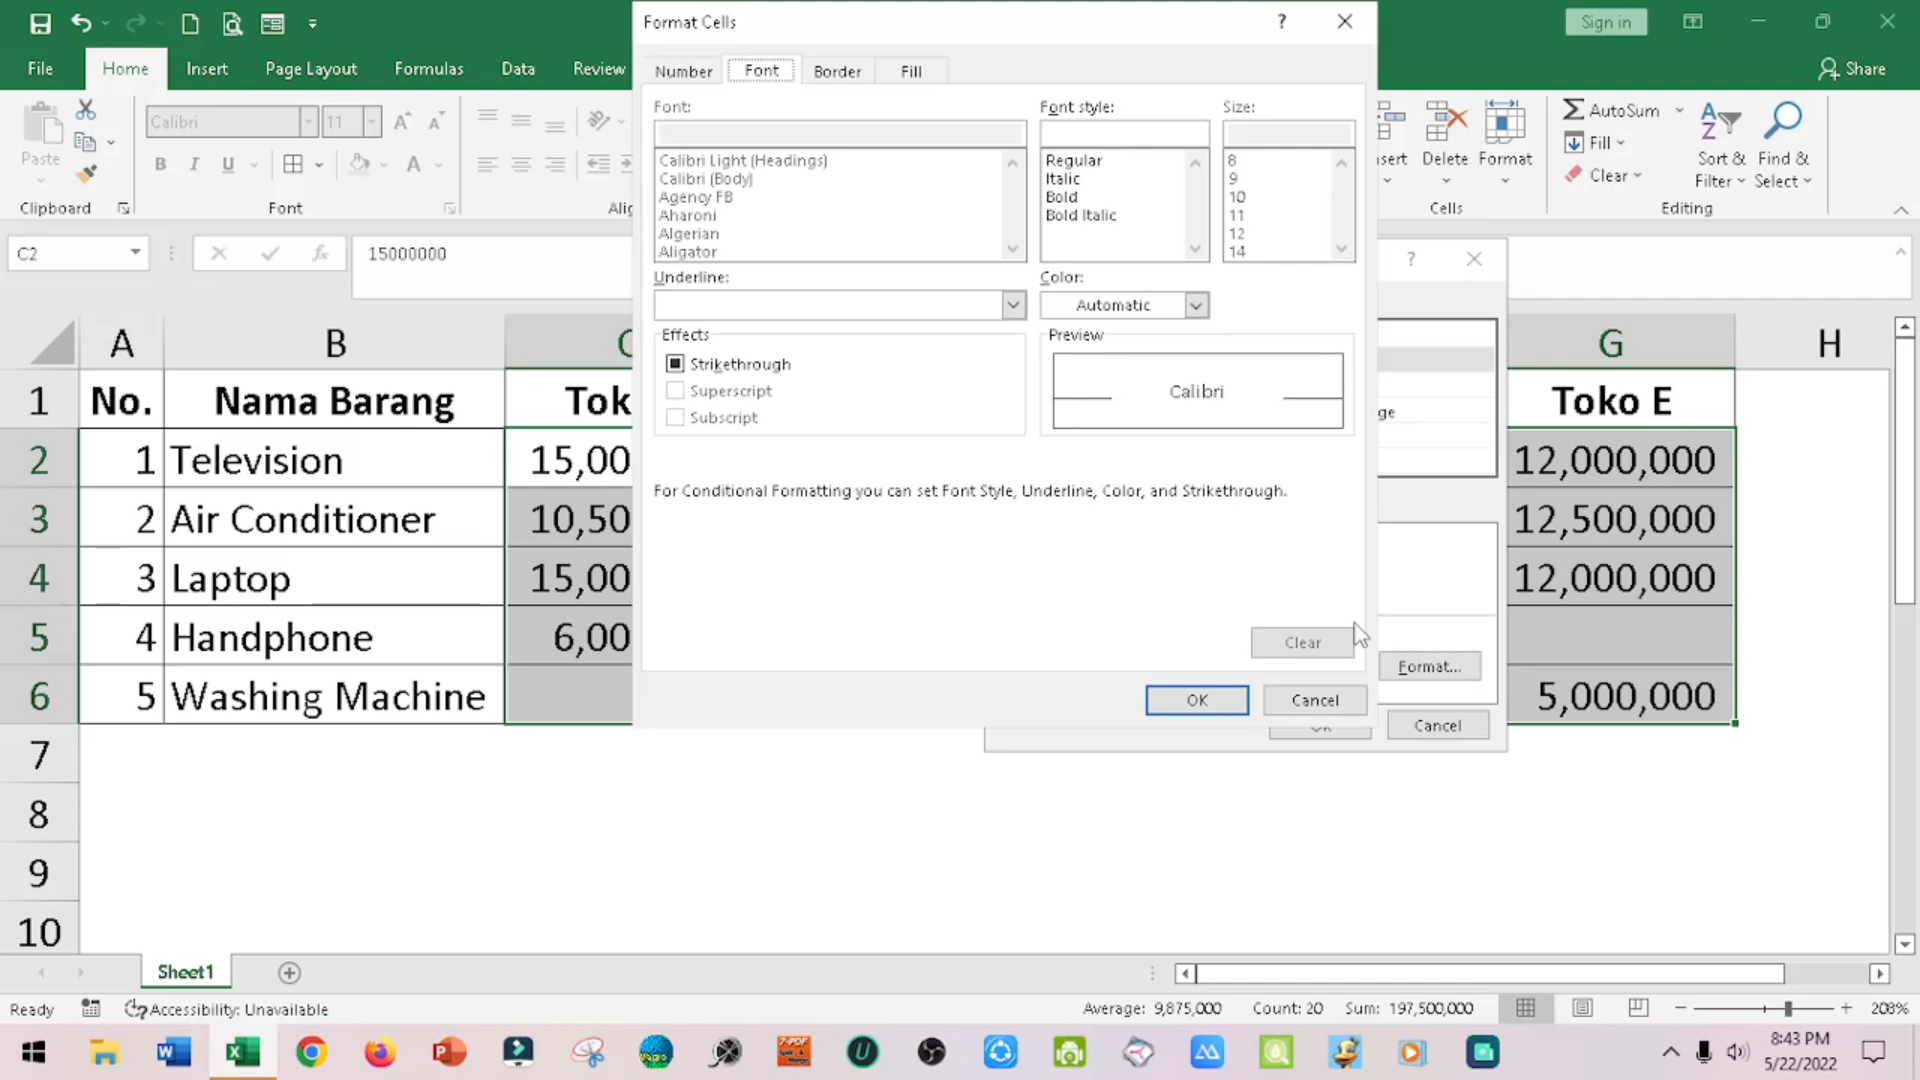 Sign in
File Home Insert Page Layout Formulas Data Review
Share
Paste
Clipboard
Calibri 11
B I U
Font
Delete Format
Cells
AutoSum
Fill
Clear
Sort & Filter
Find & Select
Editing
C2
15000000
Format Cells
Number Font Border Fill
Font:
Calibri Light (Headings)
Calibri (Body)
Agency FB
Aharoni
Algerian
Aligator
Font style:
Regular
Italic
Bold
Bold Italic
Size:
8
9
10
11
12
14
Underline:
Color:
Automatic
Effects
Strikethrough
Superscript
Subscript
Preview
Calibri
For Conditional Formatting you can set Font Style, Underline, Color, and Strikethrough.
Clear
OK Cancel
Format...
Cancel
A B G H
1 No. Nama Barang Tok Toko E
2 1 Television 15,00 12,000,000
3 2 Air Conditioner 10,50 12,500,000
4 3 Laptop 15,00 12,000,000
5 4 Handphone 6,00
6 5 Washing Machine 5,000,000
7
8
9
10
Sheet1
Ready Accessibility: Unavailable Average: 9,875,000 Count: 20 Sum: 197,500,000 208%
8:43 PM
5/22/2022